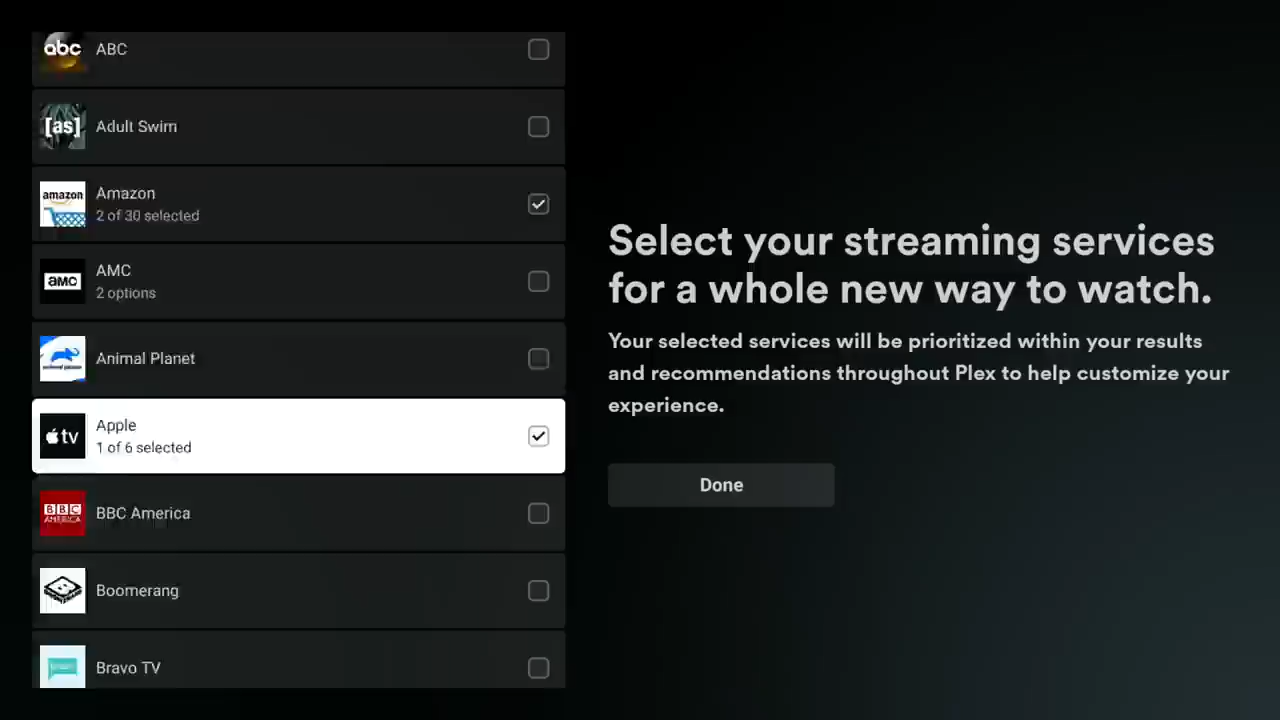 abc
ABC
[as]
Adult Swim
amazon
Amazon
2 of 30 selected
amc
AMC
2 options
Animal Planet
tv
Apple
1 of 6 selected
BBC
AMERICA
BBC America
Boomerang
Bravo TV
Select your streaming services
for a whole new way to watch.
Your selected services will be prioritized within your results
and recommendations throughout Plex to help customize your
experience.
Done